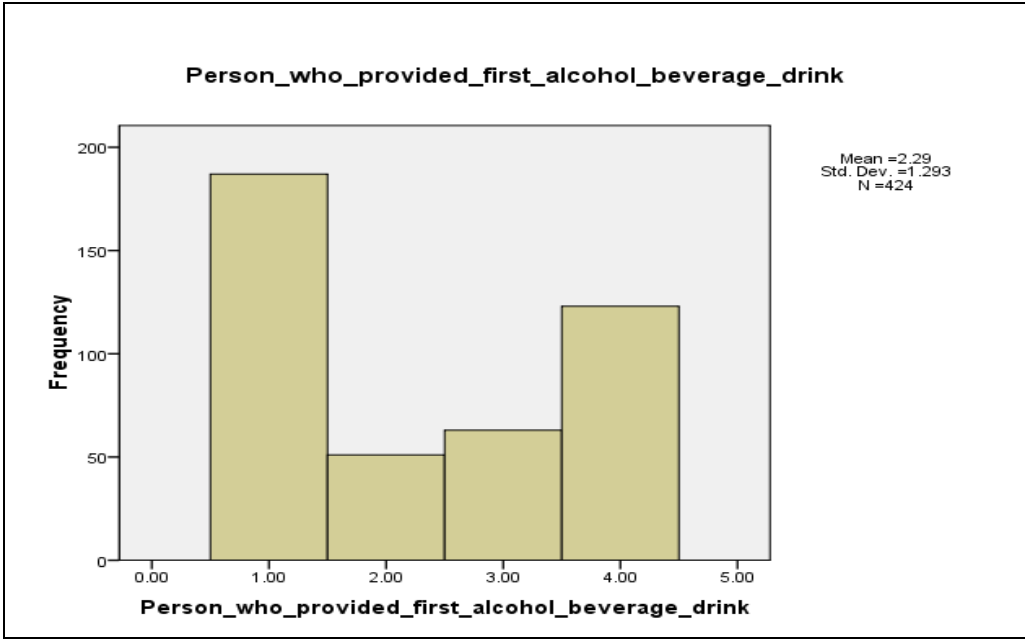 Person_who_provided_first_alcohol_beverage_drink
Mean =2.29
Std. Dev. =1.293
N =424
200
150
100
50
0
Frequency
0.00 1.00 2.00 3.00 4.00 5.00
Person_who_provided_first_alcohol_beverage_drink